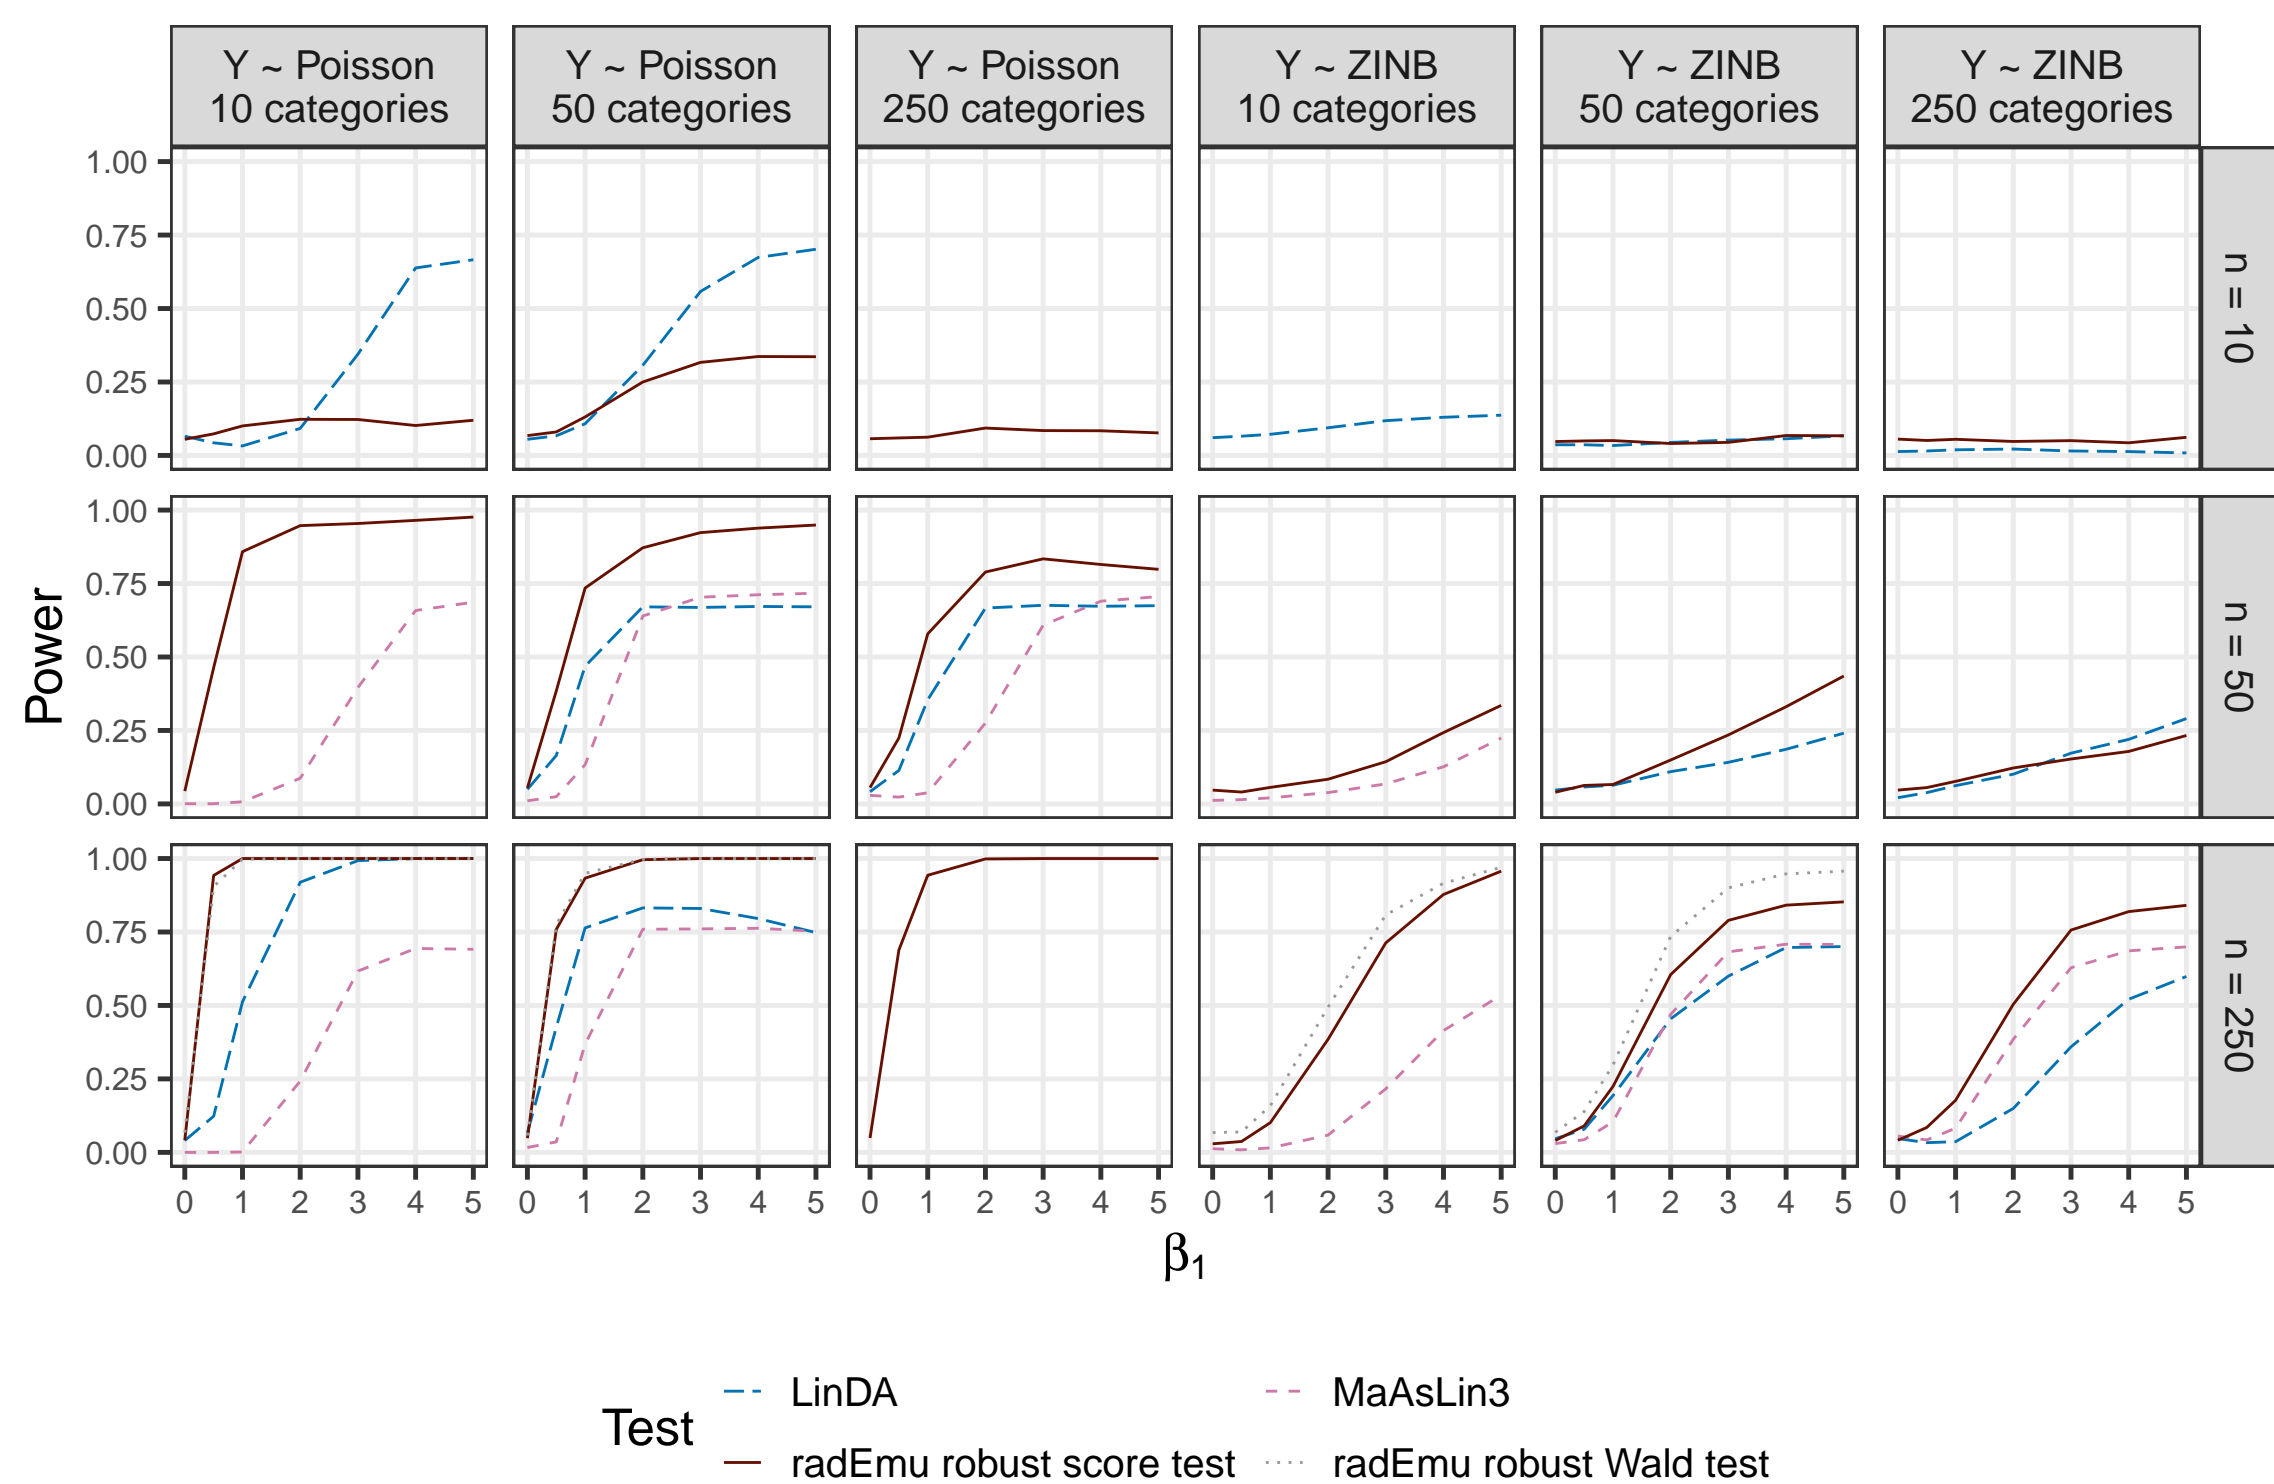 Y ~ Poisson
10 categories
Y ~ Poisson
50 categories
Y ~ Poisson
250 categories
Y ~ ZINB
10 categories
Y ~ ZINB
50 categories
Y ~ ZINB
250 categories
1.00
0.75
0.50
0.25
0.00
n = 10
1.00
0.75
0.50
0.25
0.00
n = 50
1.00
0.75
0.50
0.25
0.00
n = 250
Power
0 1 2 3 4 5
0 1 2 3 4 5
0 1 2 3 4 5
0 1 2 3 4 5
0 1 2 3 4 5
0 1 2 3 4 5
β₁
Test
LinDA
MaAsLin3
radEmu robust score test
radEmu robust Wald test